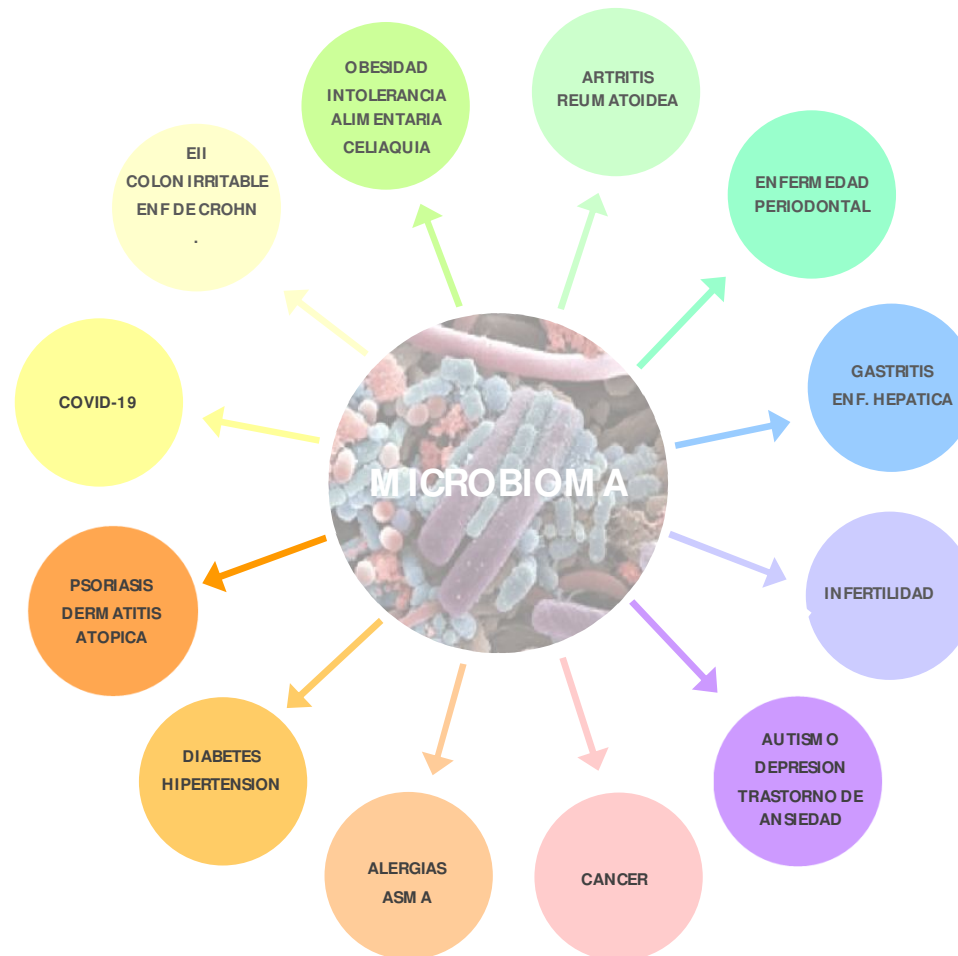 MICROBIOMA
OBESIDAD
INTOLERANCIA
ALIMENTARIA
CELIAQUIA
ARTRITIS
REUMATOIDEA
ENFERMEDAD
PERIODONTAL
GASTRITIS
ENF. HEPATICA
INFERTILIDAD
AUTISMO
DEPRESION
TRASTORNO DE
ANSIEDAD
CANCER
ALERGIAS
ASMA
DIABETES
HIPERTENSION
PSORIASIS
DERMATITIS
ATOPICA
COVID-19
EII
COLON IRRITABLE
ENF DE CROHN
.